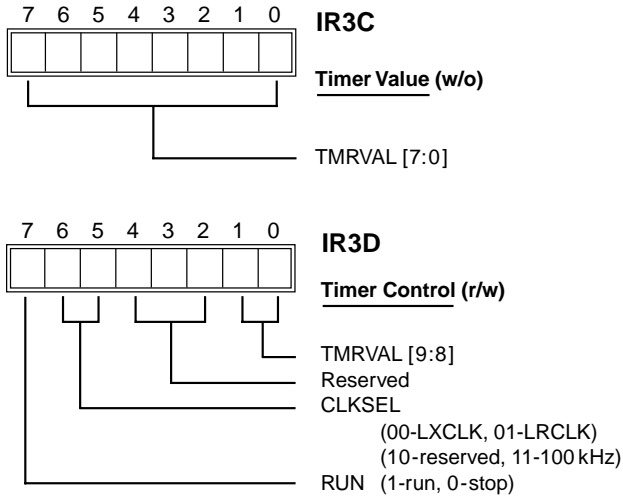 7 6 5 4 3 2 1 0
IR3C
Timer Value (w/o)
TMRVAL [7:0]
7 6 5 4 3 2 1 0
IR3D
Timer Control (r/w)
TMRVAL [9:8]
Reserved
CLKSEL
(00-LXCLK, 01-LRCLK)
(10-reserved, 11-100 kHz)
RUN (1-run, 0-stop)